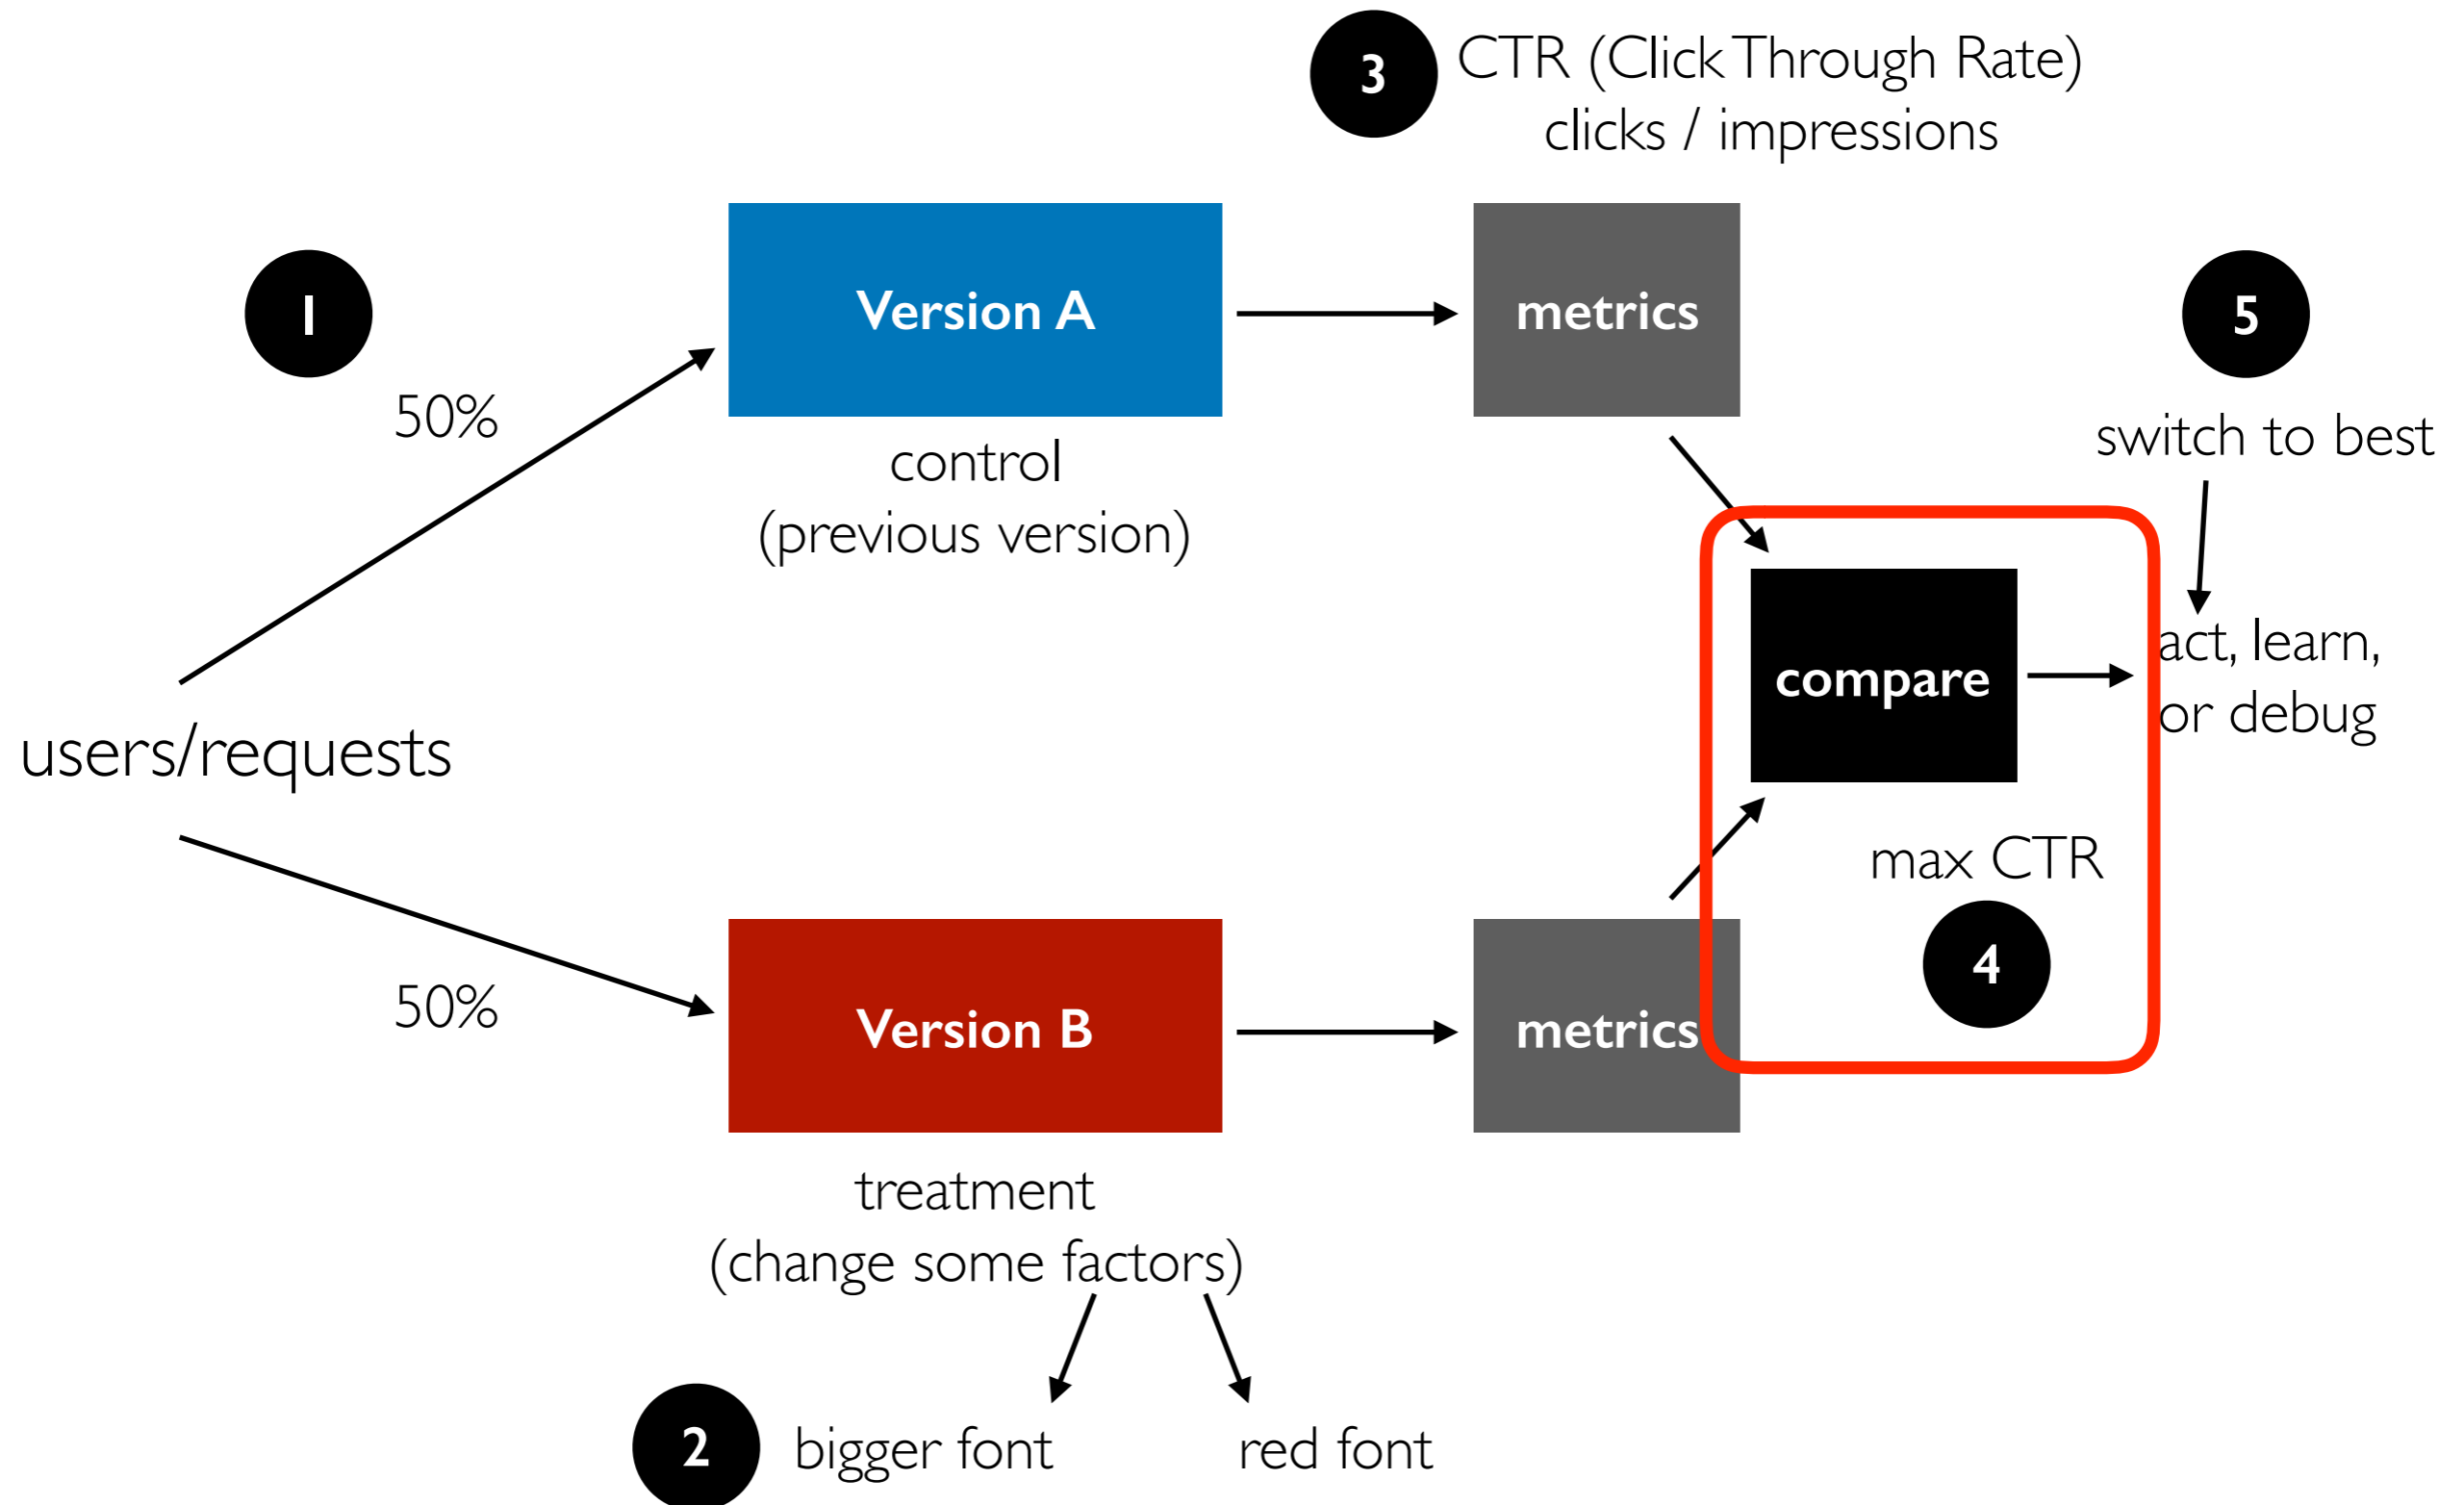 3
CTR (Click Through Rate)
clicks / impressions
1
50%
Version A
metrics
5
control
(previous version)
switch to best
users/requests
compare
act, learn,
or debug
max CTR
4
50%
Version B
metrics
treatment
(change some factors)
2
bigger font
red font